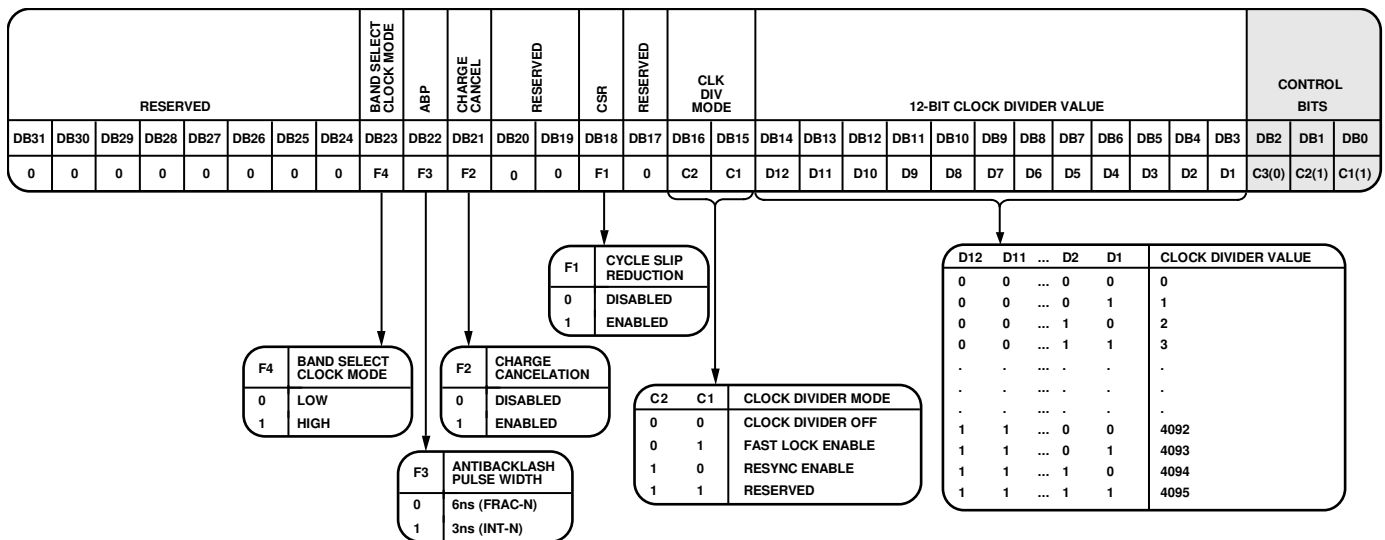 RESERVED BAND SELECT CLOCK MODE ABP CHARGE CANCEL RESERVED CSR RESERVED CLK DIV MODE 12-BIT CLOCK DIVIDER VALUE CONTROL BITS
DB31 DB30 DB29 DB28 DB27 DB26 DB25 DB24 DB23 DB22 DB21 DB20 DB19 DB18 DB17 DB16 DB15 DB14 DB13 DB12 DB11 DB10 DB9 DB8 DB7 DB6 DB5 DB4 DB3 DB2 DB1 DB0
0 0 0 0 0 0 0 0 F4 F3 F2 0 0 F1 0 C2 C1 D12 D11 D10 D9 D8 D7 D6 D5 D4 D3 D2 D1 C3(0) C2(1) C1(1)
F1 CYCLE SLIP REDUCTION
0 DISABLED
1 ENABLED
D12 D11 ... D2 D1 CLOCK DIVIDER VALUE
0 0 ... 0 0 0
0 0 ... 0 1 1
0 0 ... 1 0 2
0 0 ... 1 1 3
. . ... . . .
. . ... . . .
. . ... . . .
1 1 ... 0 0 4092
1 1 ... 0 1 4093
1 1 ... 1 0 4094
1 1 ... 1 1 4095
F4 BAND SELECT CLOCK MODE
0 LOW
1 HIGH
F2 CHARGE CANCELATION
0 DISABLED
1 ENABLED
C2 C1 CLOCK DIVIDER MODE
0 0 CLOCK DIVIDER OFF
0 1 FAST LOCK ENABLE
1 0 RESYNC ENABLE
1 1 RESERVED
F3 ANTIBACKLASH PULSE WIDTH
0 6ns (FRAC-N)
1 3ns (INT-N)